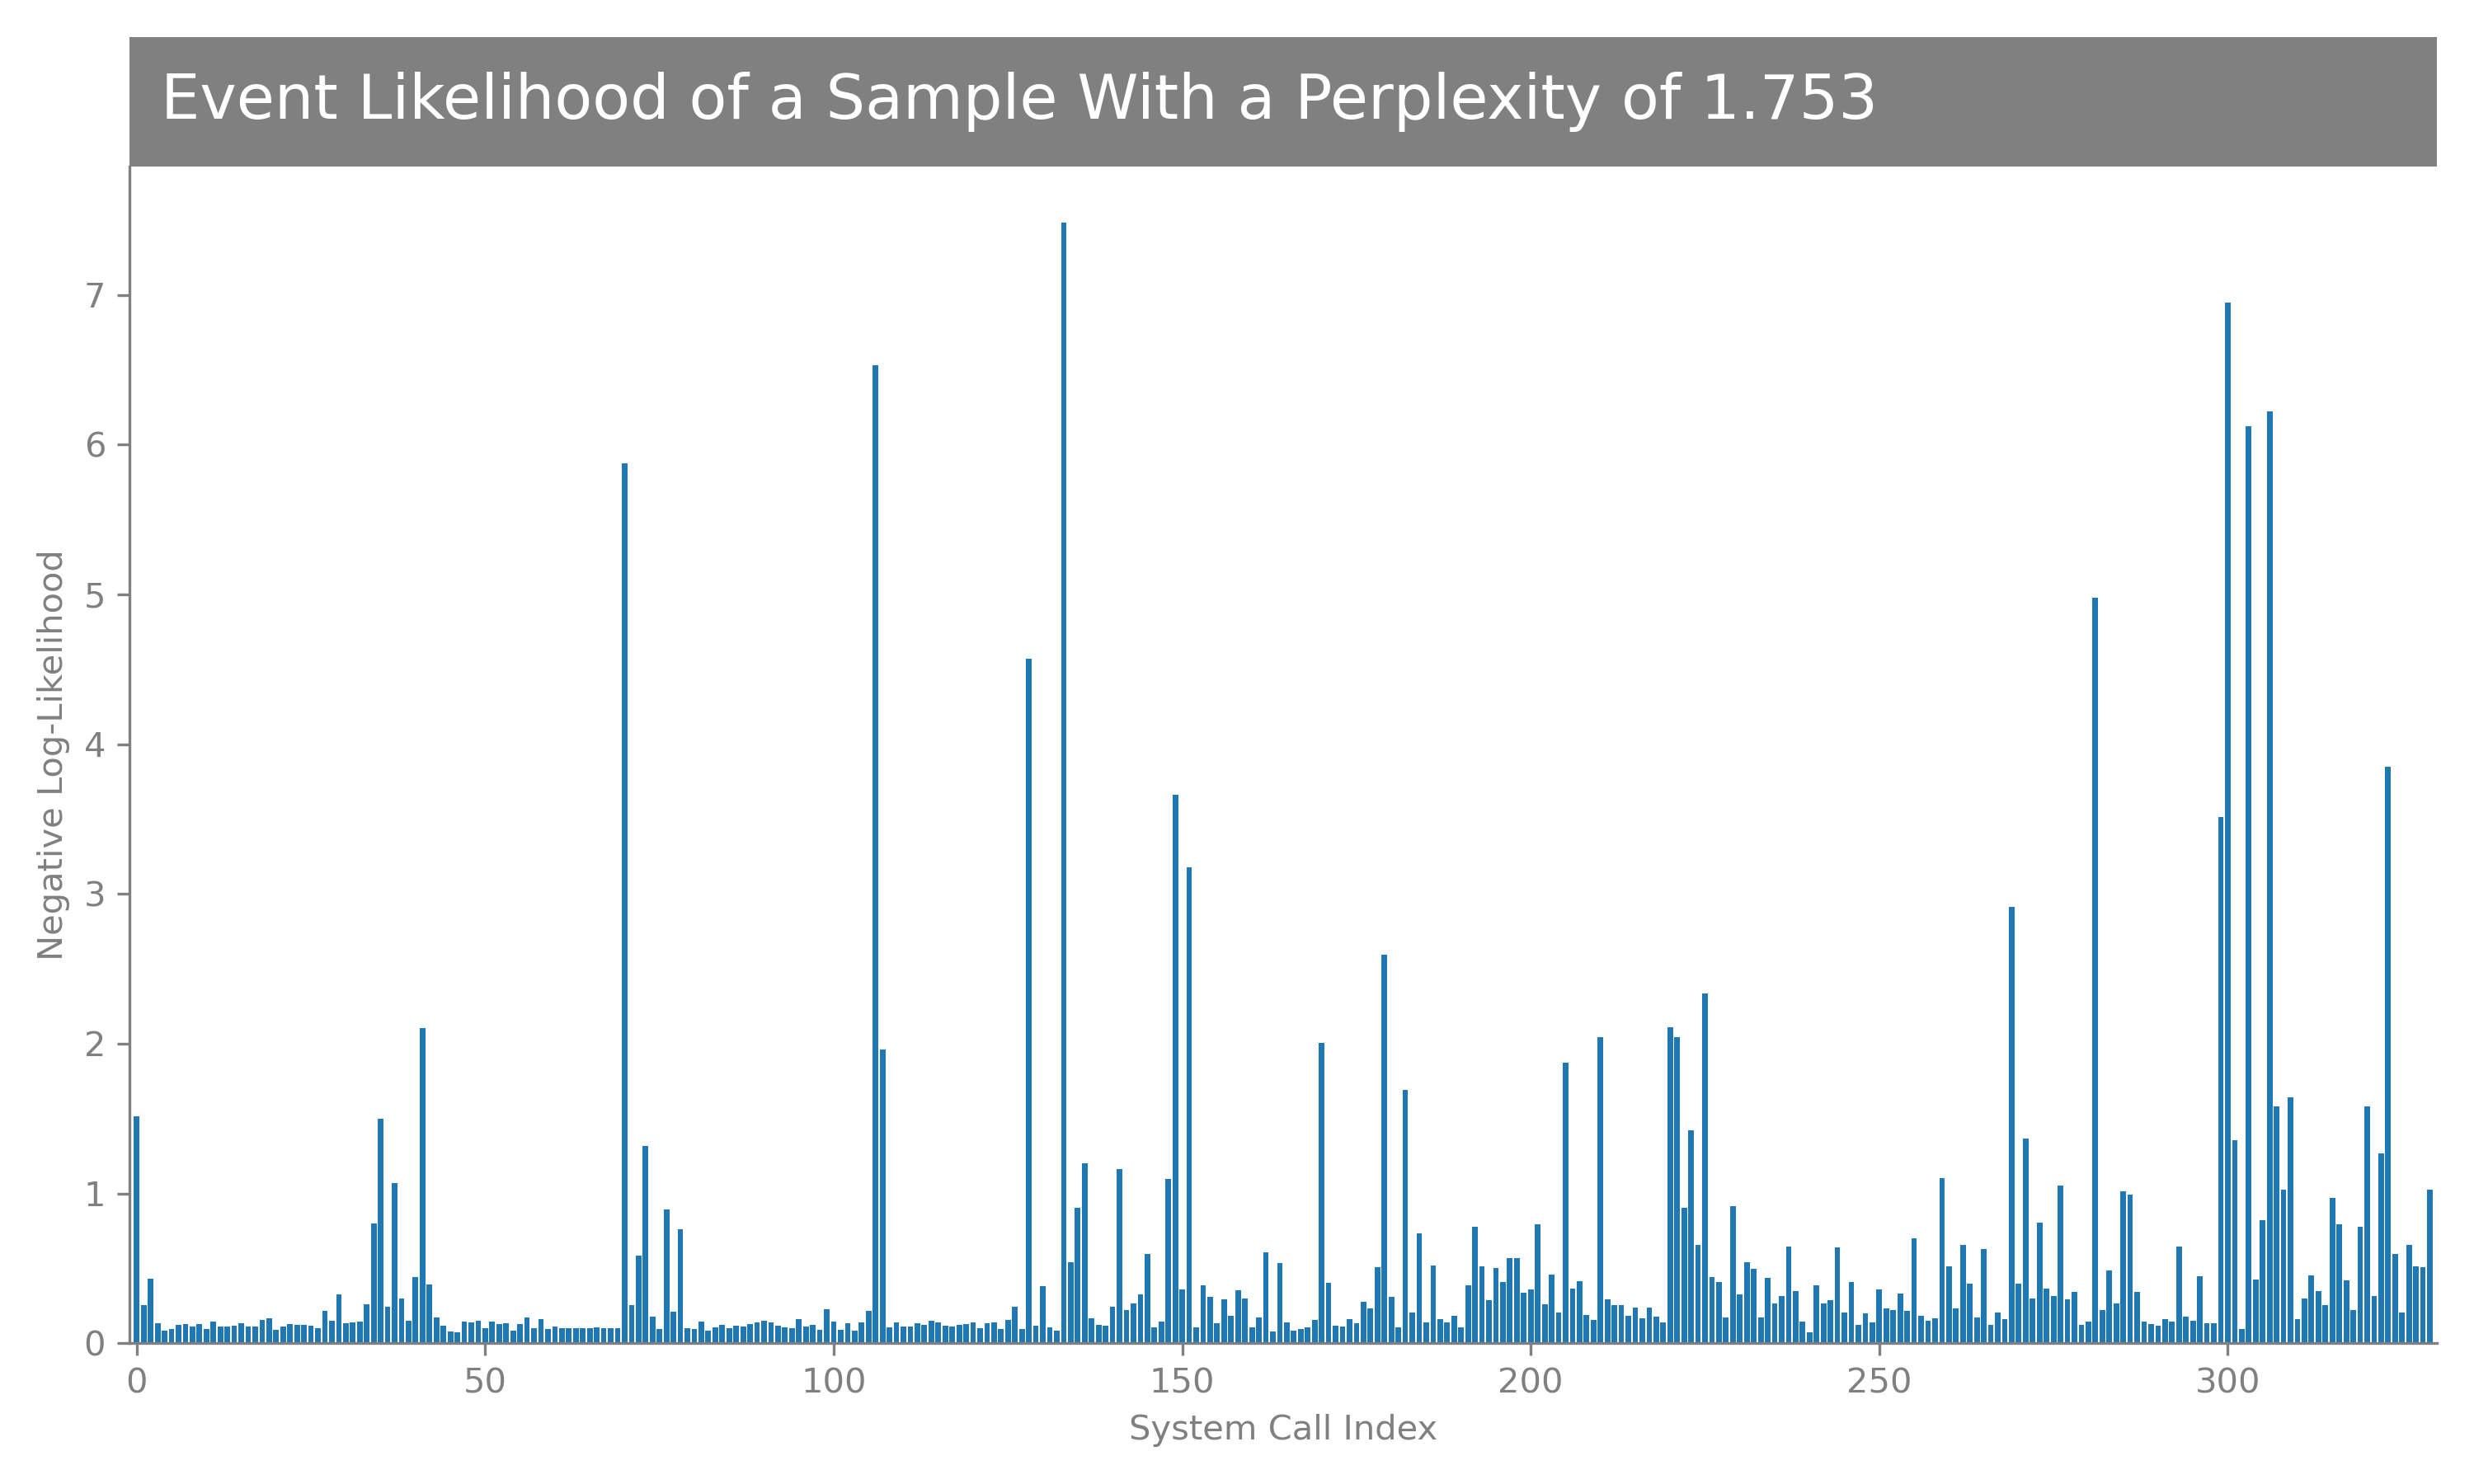 Event Likelihood of a Sample With a Perplexity of 1.753
Negative Log-Likelihood
7
6
5
4
3
2
1
0
0 50 100 150 200 250 300
System Call Index